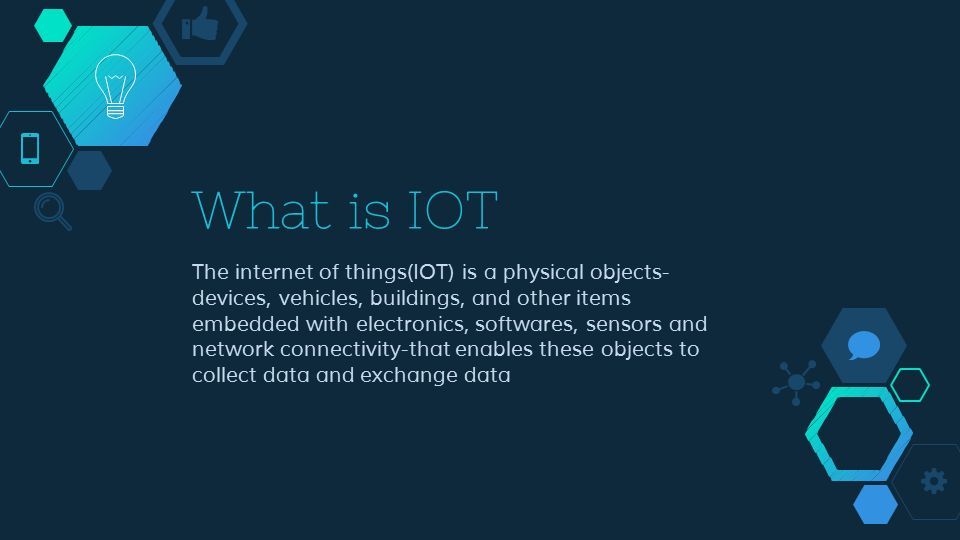 What is IOT
The internet of things(IOT) is a physical objects-
devices, vehicles, buildings, and other items
embedded with electronics, softwares, sensors and
network connectivity-that enables these objects to
collect data and exchange data